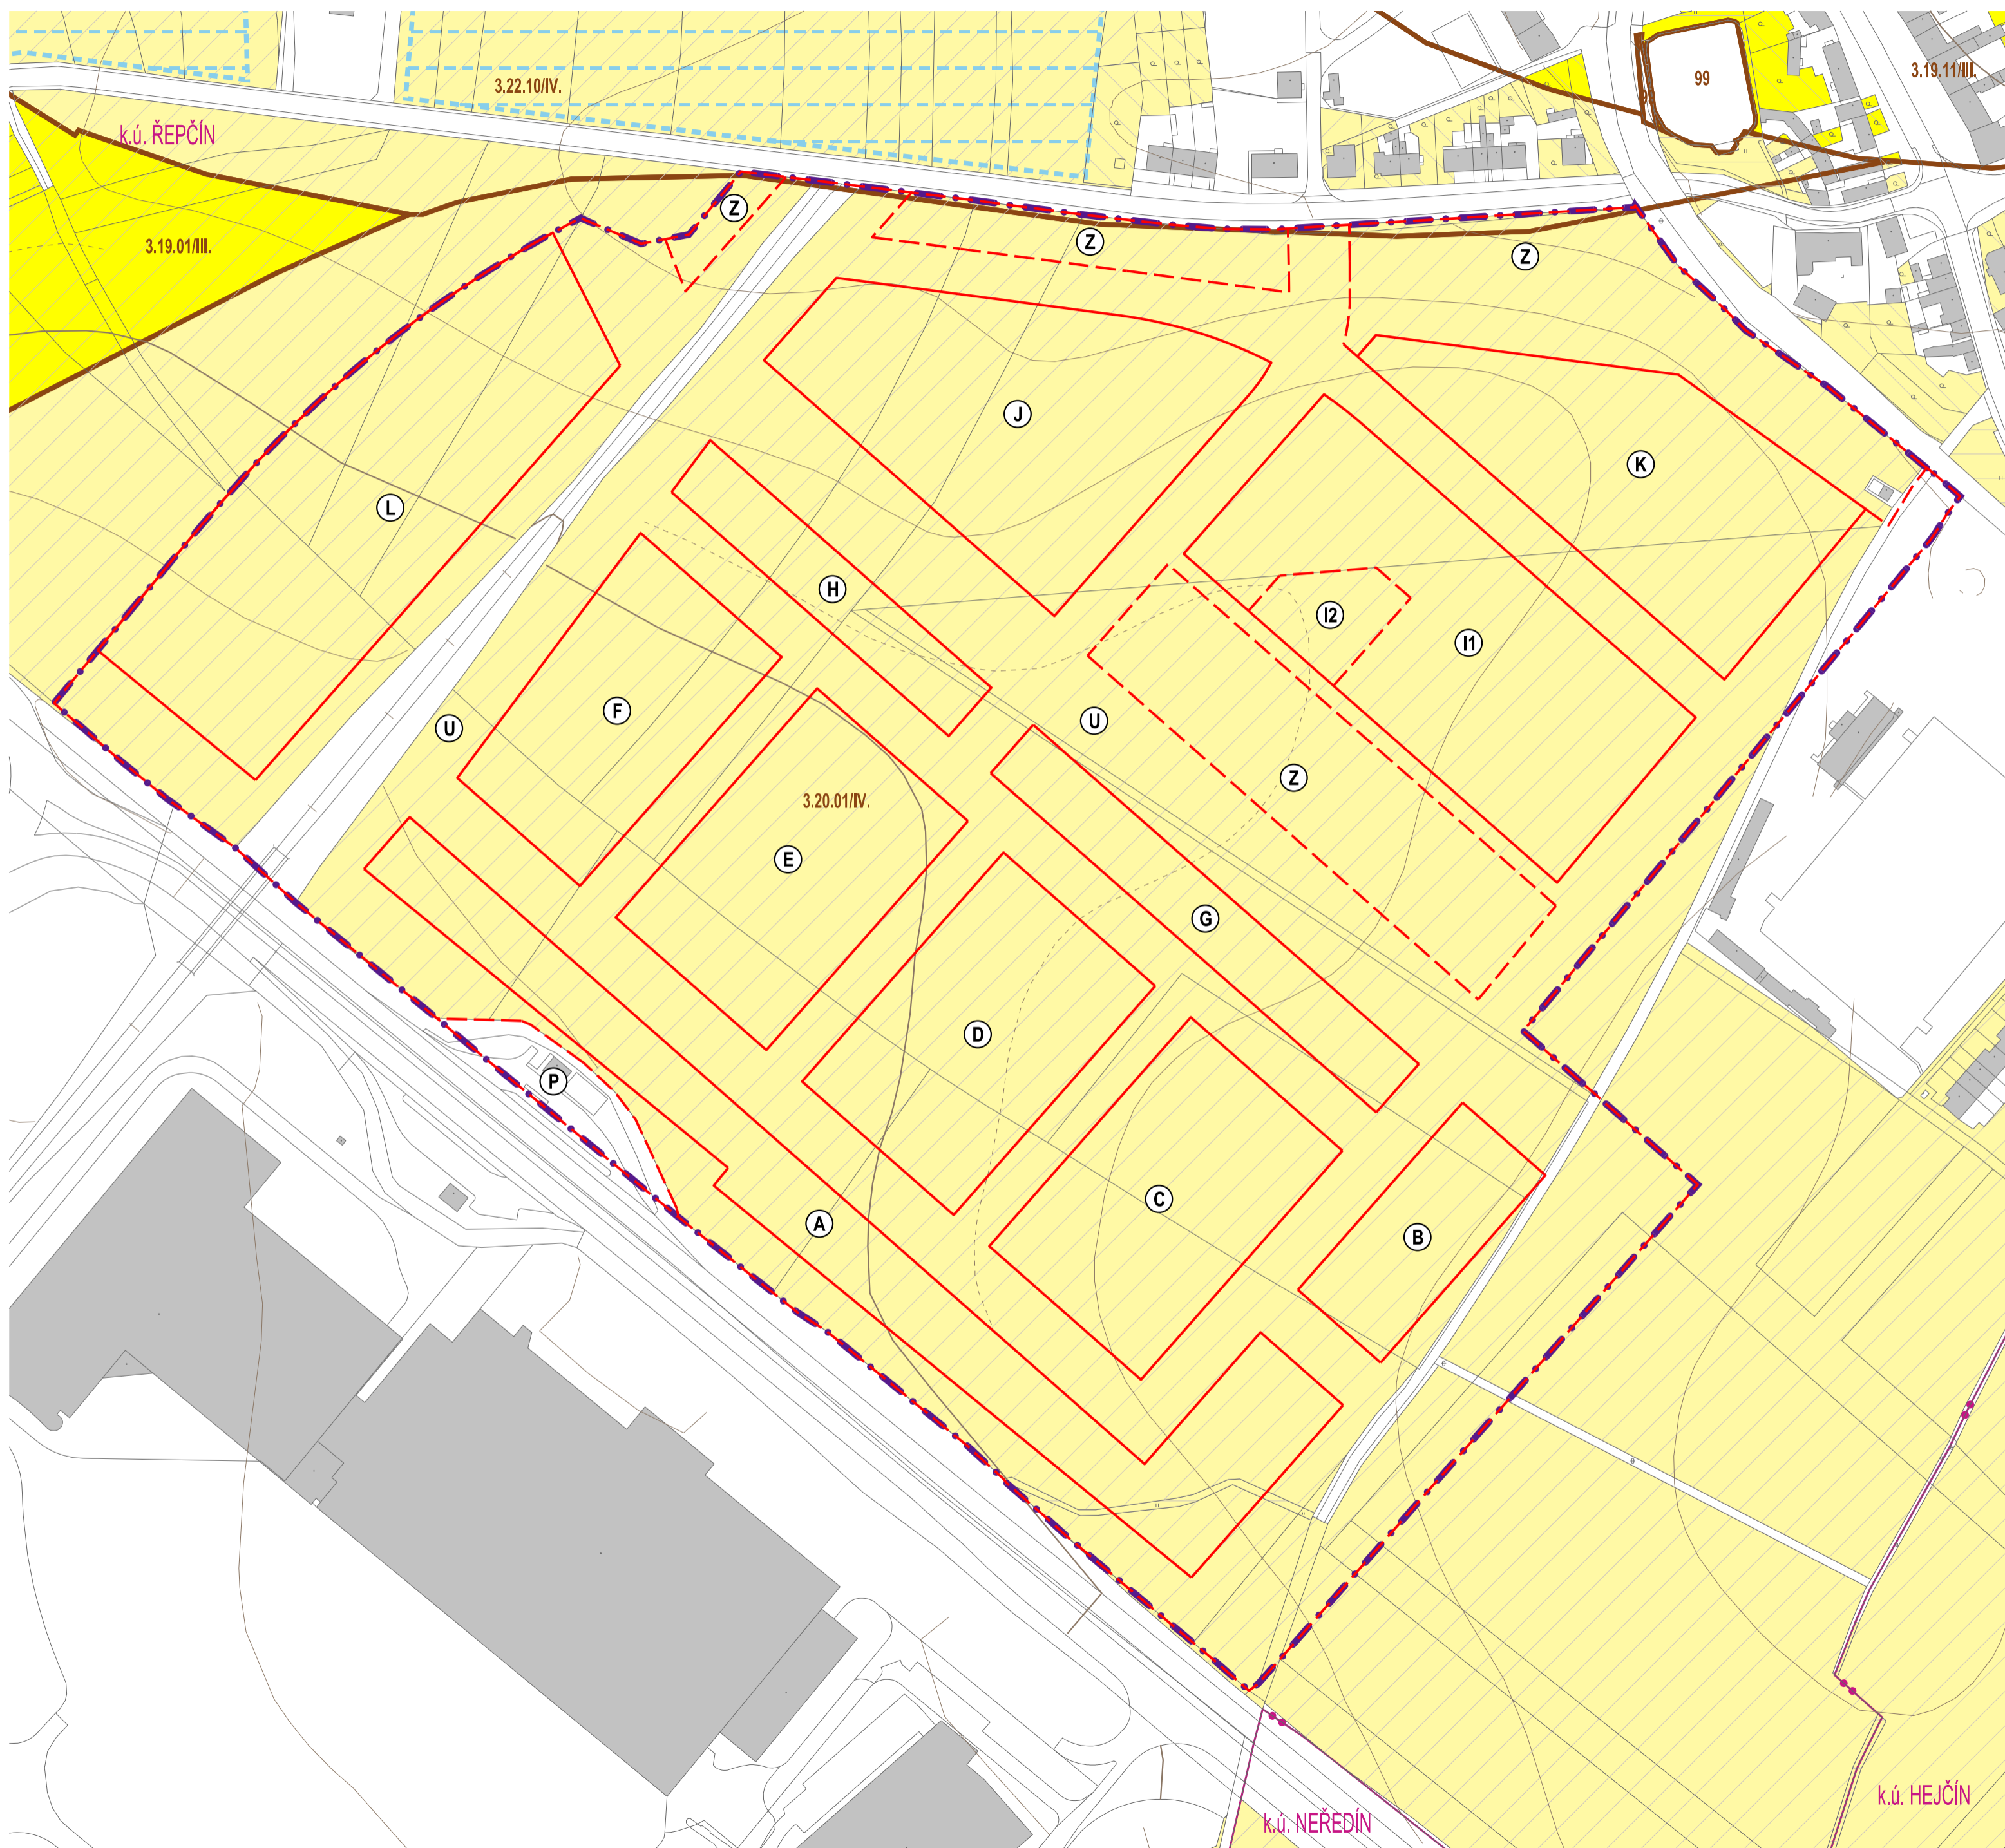 99
3.19.11/III.
3.22.10/IV.
k.ú. ŘEPČÍN
Z
3.19.01/III.
Z
Z
J
K
L
H
I2
I1
F
U
U
Z
3.20.01/IV.
E
G
D
P
C
A
B
k.ú. HEJČÍN
k.ú. NEŘEDÍN